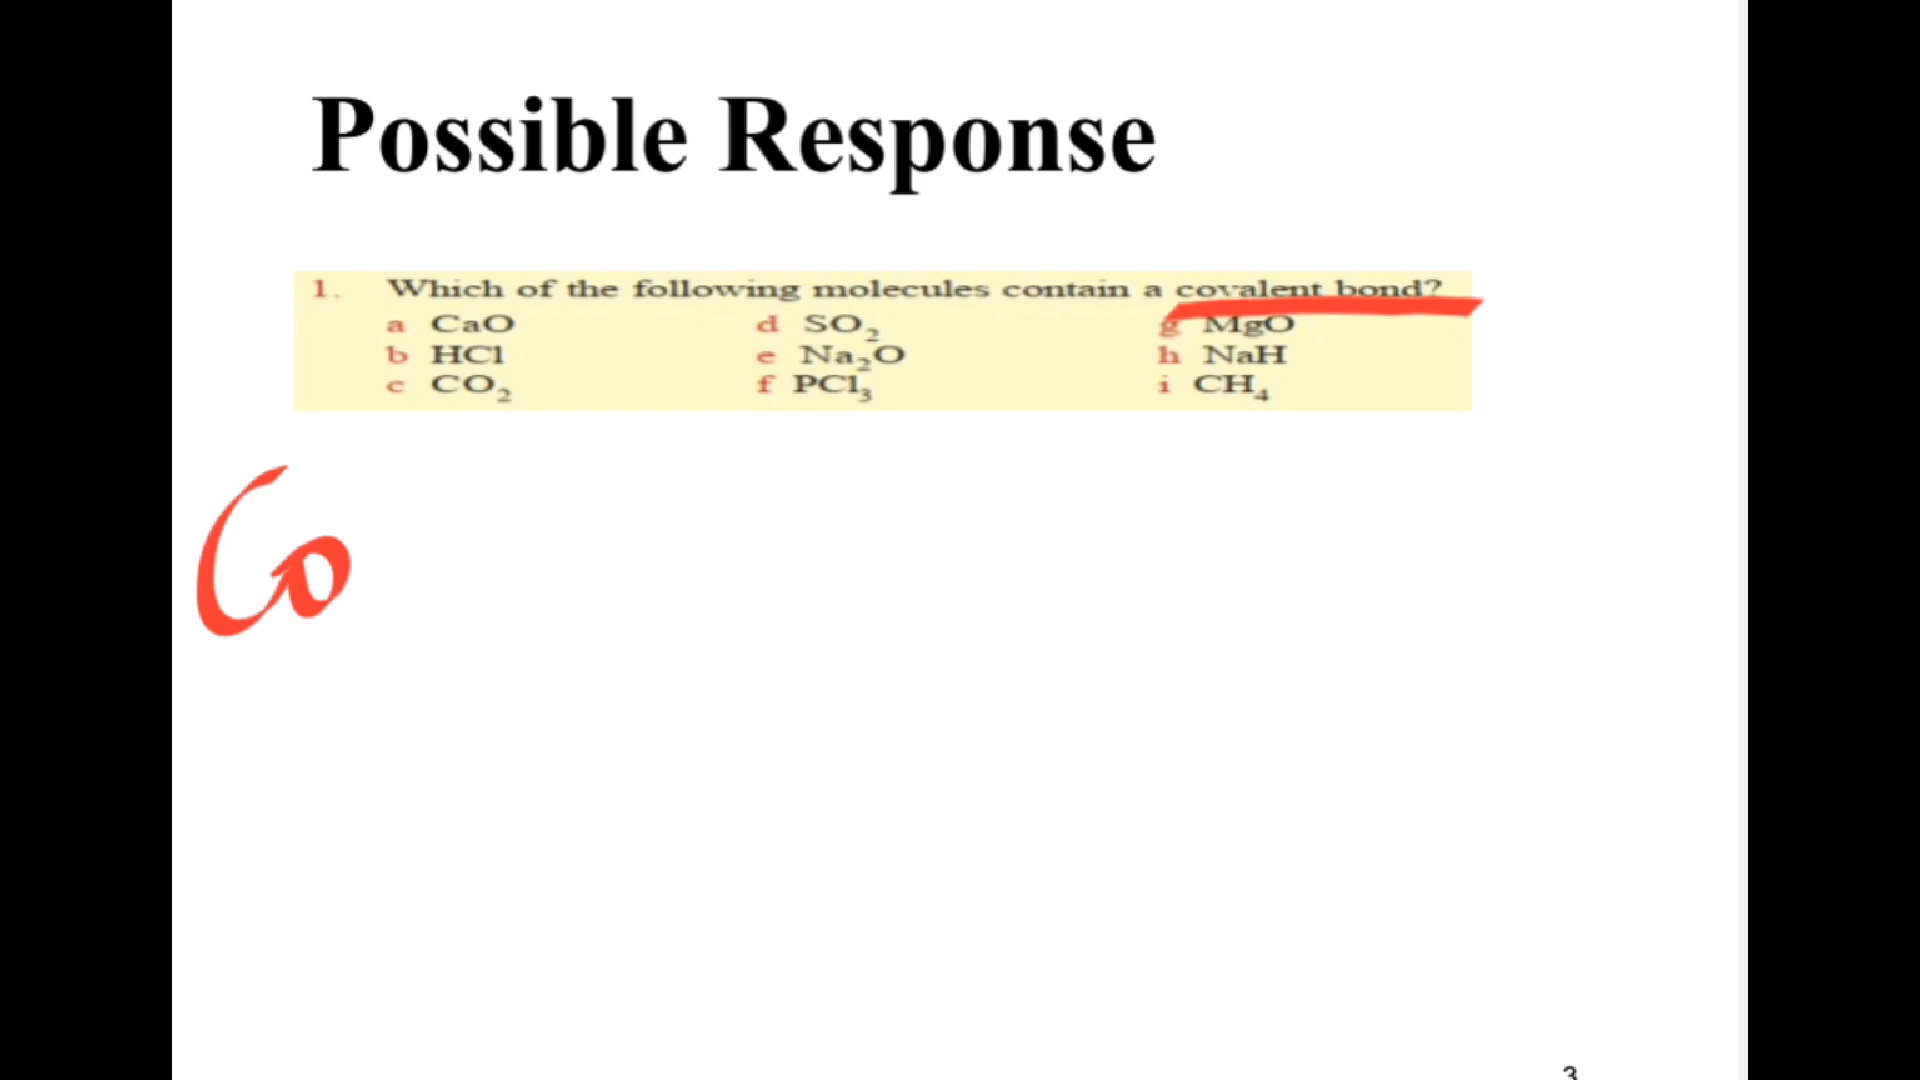 Possible Response
1. Which of the following molecules contain a covalent bond?
a CaO d SO₂ g MgO
b HCl e Na₂O h NaH
c CO₂ f PCl₃ i CH₄
Co
3